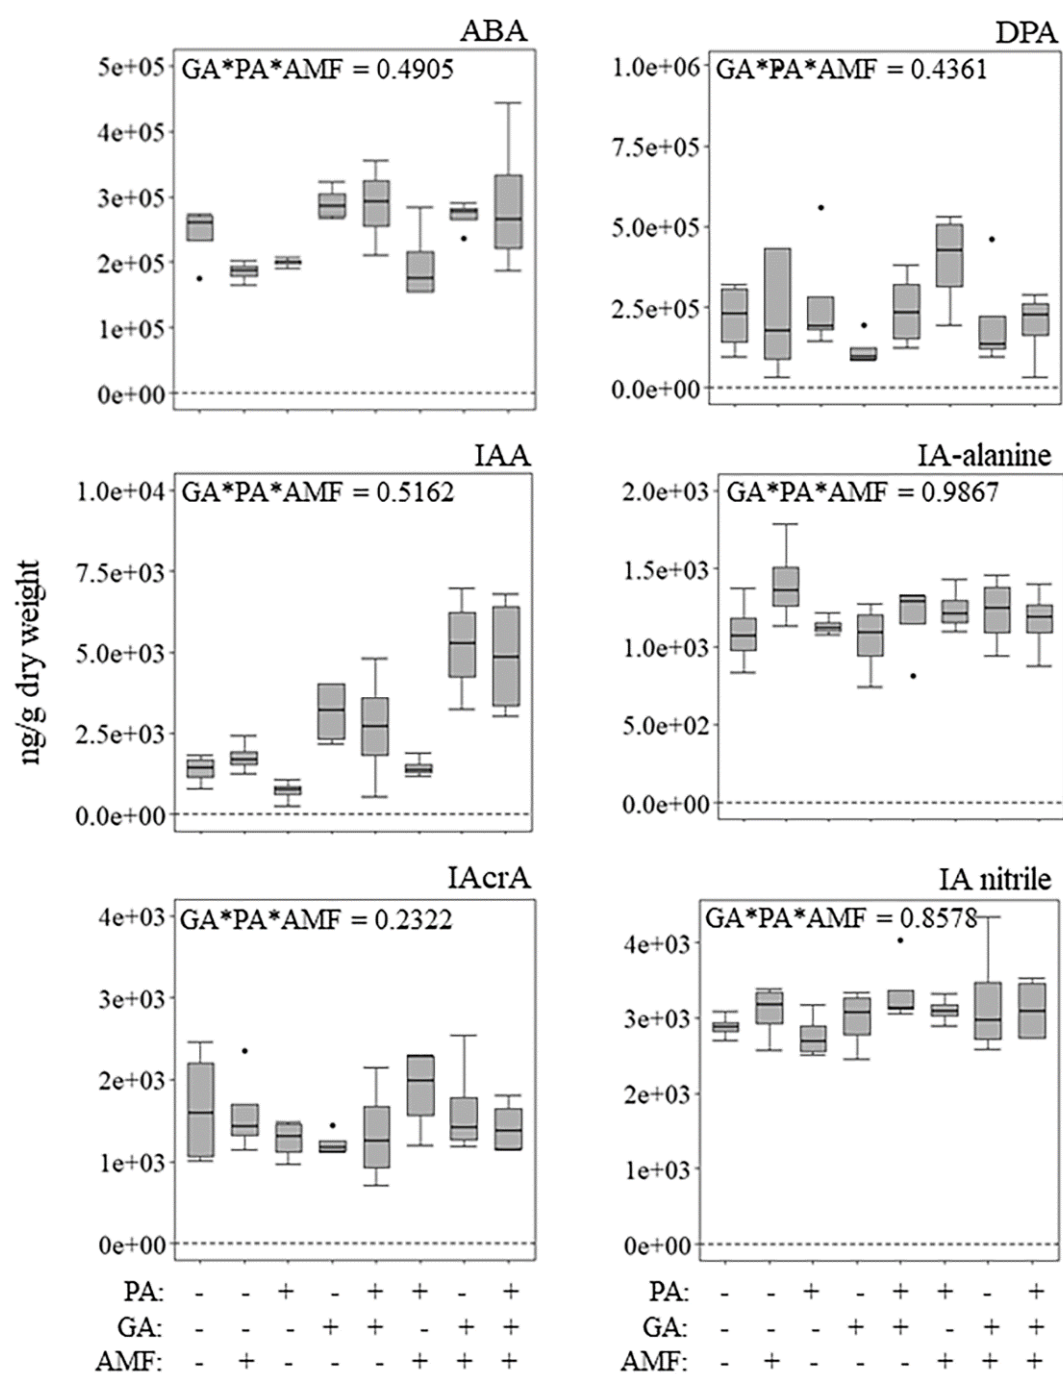 ABA
GA*PA*AMF = 0.4905
5e+05
4e+05
3e+05
2e+05
1e+05
0e+00
DPA
GA*PA*AMF = 0.4361
1.0e+06
7.5e+05
5.0e+05
2.5e+05
0.0e+00
IAA
GA*PA*AMF = 0.5162
1.0e+04
7.5e+03
5.0e+03
2.5e+03
0.0e+00
IA-alanine
GA*PA*AMF = 0.9867
2.0e+03
1.5e+03
1.0e+03
5.0e+02
0.0e+00
ng/g dry weight
IAcrA
GA*PA*AMF = 0.2322
4e+03
3e+03
2e+03
1e+03
0e+00
IA nitrile
GA*PA*AMF = 0.8578
4e+03
3e+03
2e+03
1e+03
0e+00
PA: - - + - + + - +
GA: - - - + + - + +
AMF: - + - - - + + +
PA: - - + - + + - +
GA: - - - + + - + +
AMF: - + - - - + + +